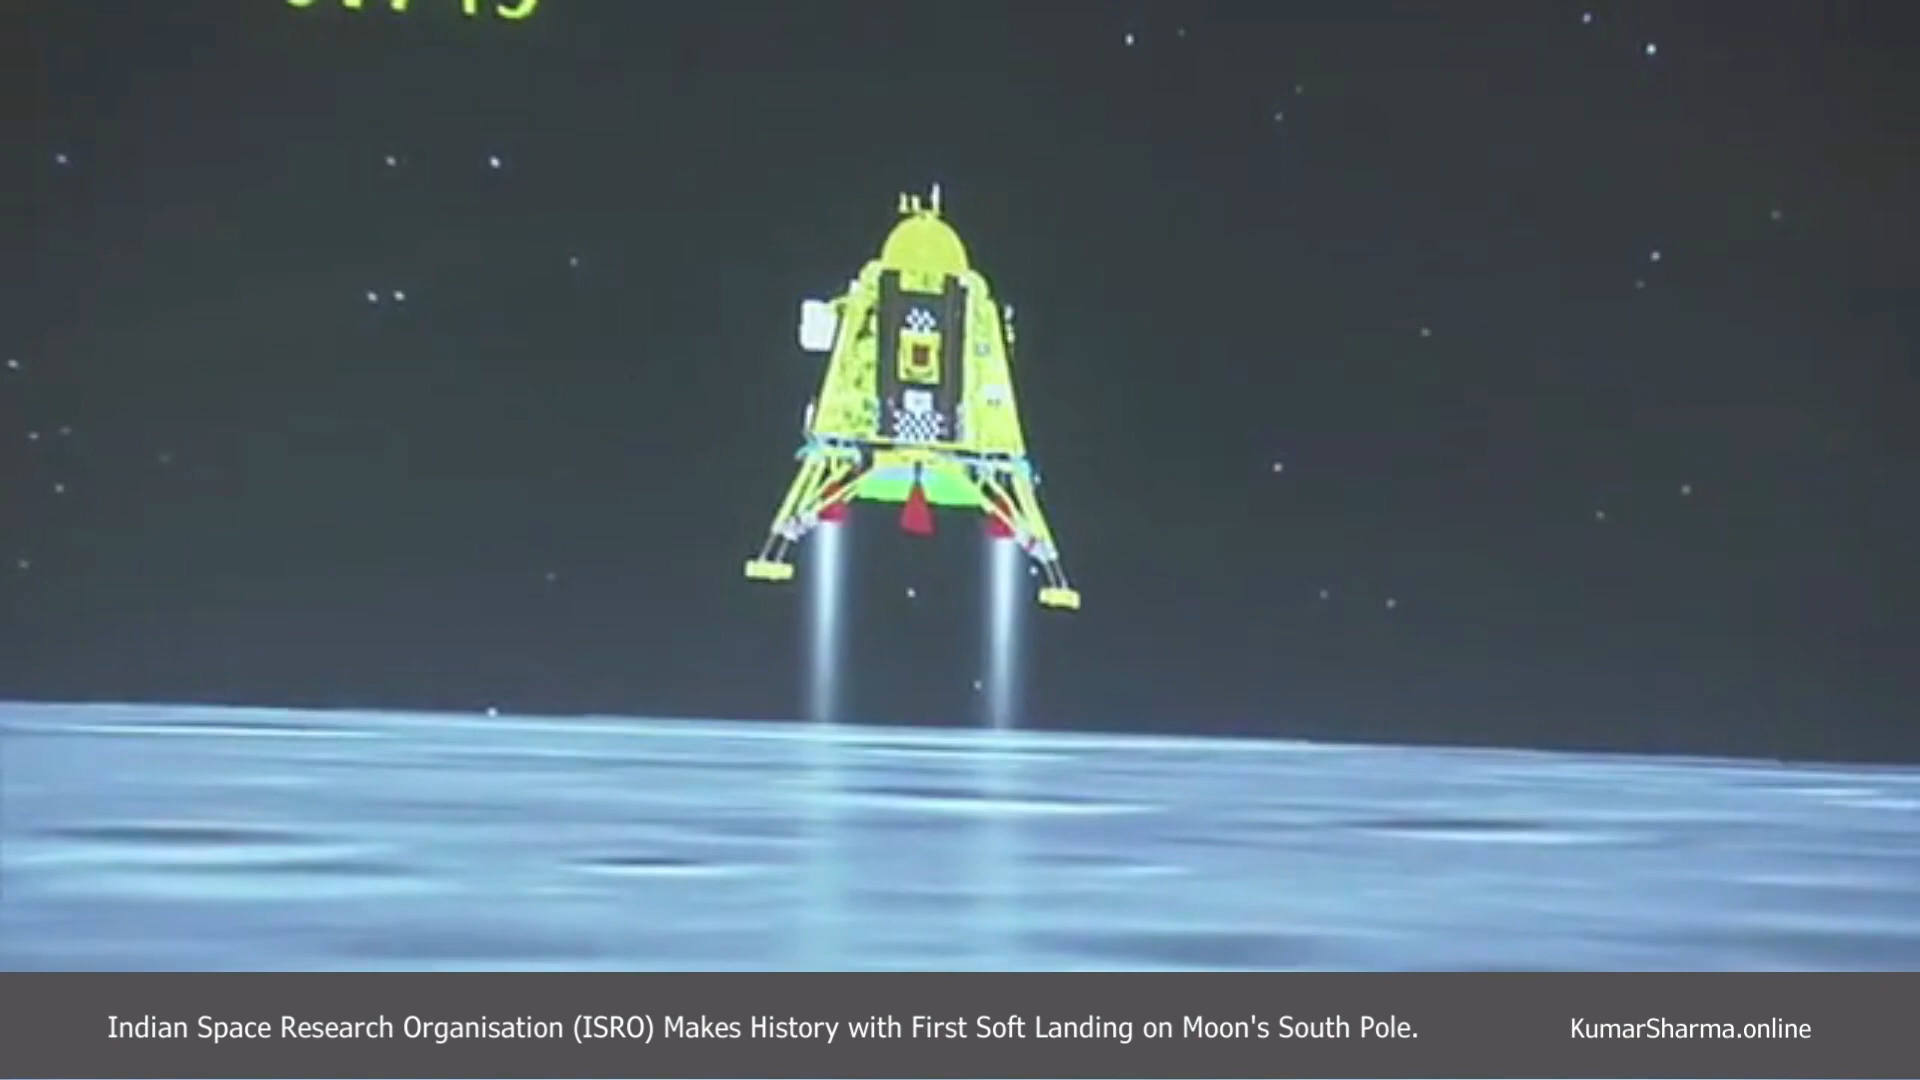 Indian Space Research Organisation (ISRO) Makes History with First Soft Landing on Moon's South Pole.
KumarSharma.online